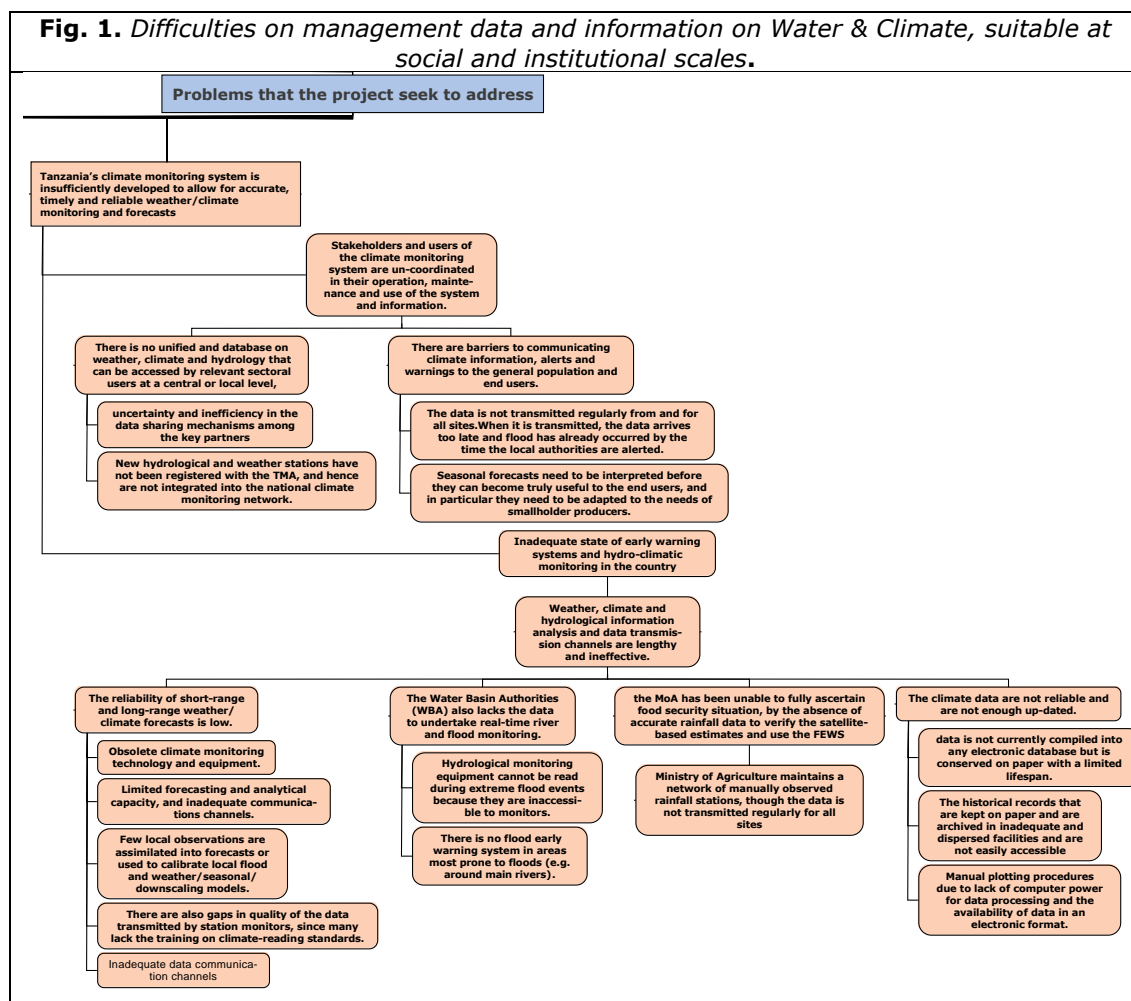 Fig. 1. Difficulties on management data and information on Water & Climate, suitable at
social and institutional scales.
Problems that the project seek to address
Tanzania's climate monitoring system is
insufficiently developed to allow for accurate,
timely and reliable weather/climate
monitoring and forecasts
Stakeholders and users of
the climate monitoring
system are un-coordinated
in their operation, mainte-
nance and use of the system
and information.
There is no unified and database on
weather, climate and hydrology that
can be accessed by relevant sectoral
users at a central or local level,
uncertainty and inefficiency in the
data sharing mechanisms among
the key partners
New hydrological and weather stations have
not been registered with the TMA, and hence
are not integrated into the national climate
monitoring network.
There are barriers to communicating
climate information, alerts and
warnings to the general population and
end users.
The data is not transmitted regularly from and for
all sites.When it is transmitted, the data arrives
too late and flood has already occurred by the
time the local authorities are alerted.
Seasonal forecasts need to be interpreted before
they can become truly useful to the end users, and
in particular they need to be adapted to the needs of
smallholder producers.
Inadequate state of early warning
systems and hydro-climatic
monitoring in the country
Weather, climate and
hydrological information
analysis and data transmis-
sion channels are lengthy
and ineffective.
The reliability of short-range
and long-range weather/
climate forecasts is low.
Obsolete climate monitoring
technology and equipment.
Limited forecasting and analytical
capacity, and inadequate communica-
tions channels.
Few local observations are
assimilated into forecasts or
used to calibrate local flood
and weather/seasonal/
downscaling models.
There are also gaps in quality of the data
transmitted by station monitors, since many
lack the training on climate-reading standards.
Inadequate data communica-
tion channels
The Water Basin Authorities
(WBA) also lacks the data
to undertake real-time river
and flood monitoring.
Hydrological monitoring
equipment cannot be read
during extreme flood events
because they are inaccessi-
ble to monitors.
There is no flood early
warning system in areas
most prone to floods (e.g.
around main rivers).
the MoA has been unable to fully ascertain
food security situation, by the absence of
accurate rainfall data to verify the satellite-
based estimates and use the FEWS
Ministry of Agriculture maintains a
network of manually observed
rainfall stations, though the data is
not transmitted regularly for all
sites
The climate data are not reliable and
are not enough up-dated.
data is not currently compiled into
any electronic database but is
conserved on paper with a limited
lifespan.
The historical records that
are kept on paper and are
archived in inadequate and
dispersed facilities and are
not easily accessible
Manual plotting procedures
due to lack of computer power
for data processing and the
availability of data in an
electronic format.